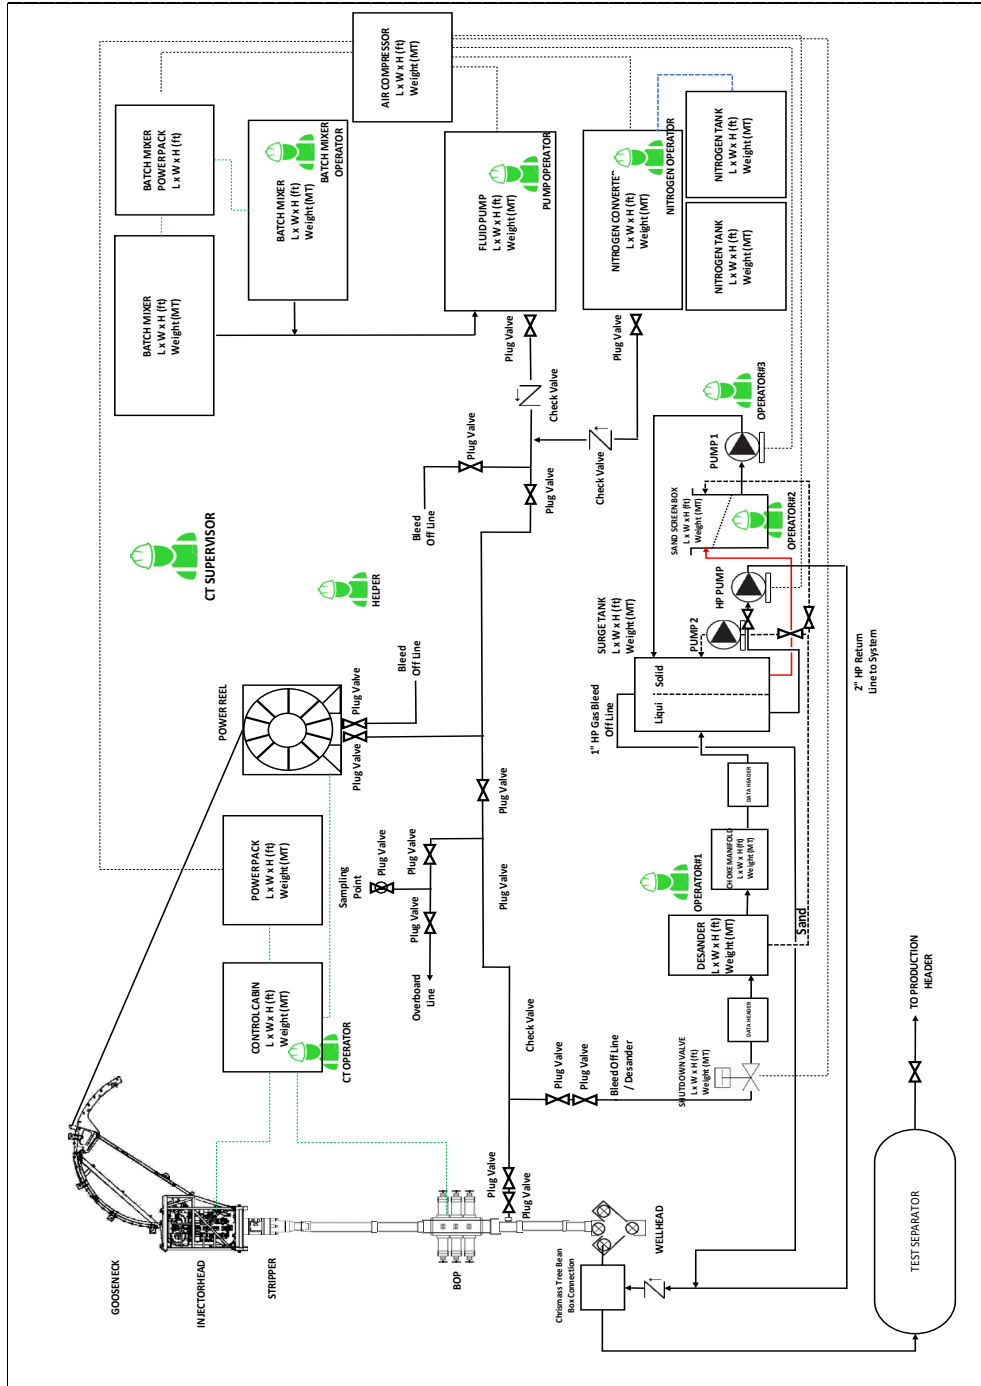 AIR COMPRESSOR
L x W x H (ft)
Weight (MT)
BATCH MIXER
POWERPACK
L x W x H (ft)
BATCH MIXER
L x W x H (ft)
Weight (MT)
BATCH MIXER
OPERATOR
BATCH MIXER
L x W x H (ft)
Weight (MT)
FLUID PUMP
L x W x H (ft)
Weight (MT)
PUMP OPERATOR
NITROGEN CONVERTE
L x W x H (ft)
Weight (MT)
NITROGEN OPERATOR
NITROGEN TANK
L x W x H (ft)
Weight (MT)
NITROGEN TANK
L x W x H (ft)
Weight (MT)
Plug Valve
Plug Valve
Check Valve
Check Valve
Plug Valve
Plug Valve
Bleed
Off Line
CT SUPERVISOR
HELPER
OPERATOR#3
PUMP 1
SAND SCREEN BOX
L x W x H (ft)
Weight (MT)
OPERATOR#2
HP PUMP
PUMP 2
SURGE TANK
L x W x H (ft)
Weight (MT)
Liqui
Solid
1" HP Gas Bleed
Off Line
2" HP Return
Line to System
POWER REEL
Plug Valve
Plug Valve
Bleed
Off Line
POWERPACK
L x W x H (ft)
Weight (MT)
CONTROL CABIN
L x W x H (ft)
Weight (MT)
CT OPERATOR
Sampling
Point
Plug Valve
Plug Valve
Plug Valve
Overboard
Line
Plug Valve
Plug Valve
Check Valve
DATA HEADER
CHOKE MANIFOLD
L x W x H (ft)
Weight (MT)
OPERATOR#1
DESANDER
L x W x H (ft)
Weight (MT)
Sand
DATA HEADER
SHUTDOWN VALVE
L x W x H (ft)
Weight (MT)
Bleed Off Line
/ Desander
Plug Valve
Plug Valve
Plug Valve
Plug Valve
GOOSENECK
INJECTORHEAD
STRIPPER
BOP
WELLHEAD
Chrismass Tree Bean
Box Connection
TEST SEPARATOR
TO PRODUCTION
HEADER